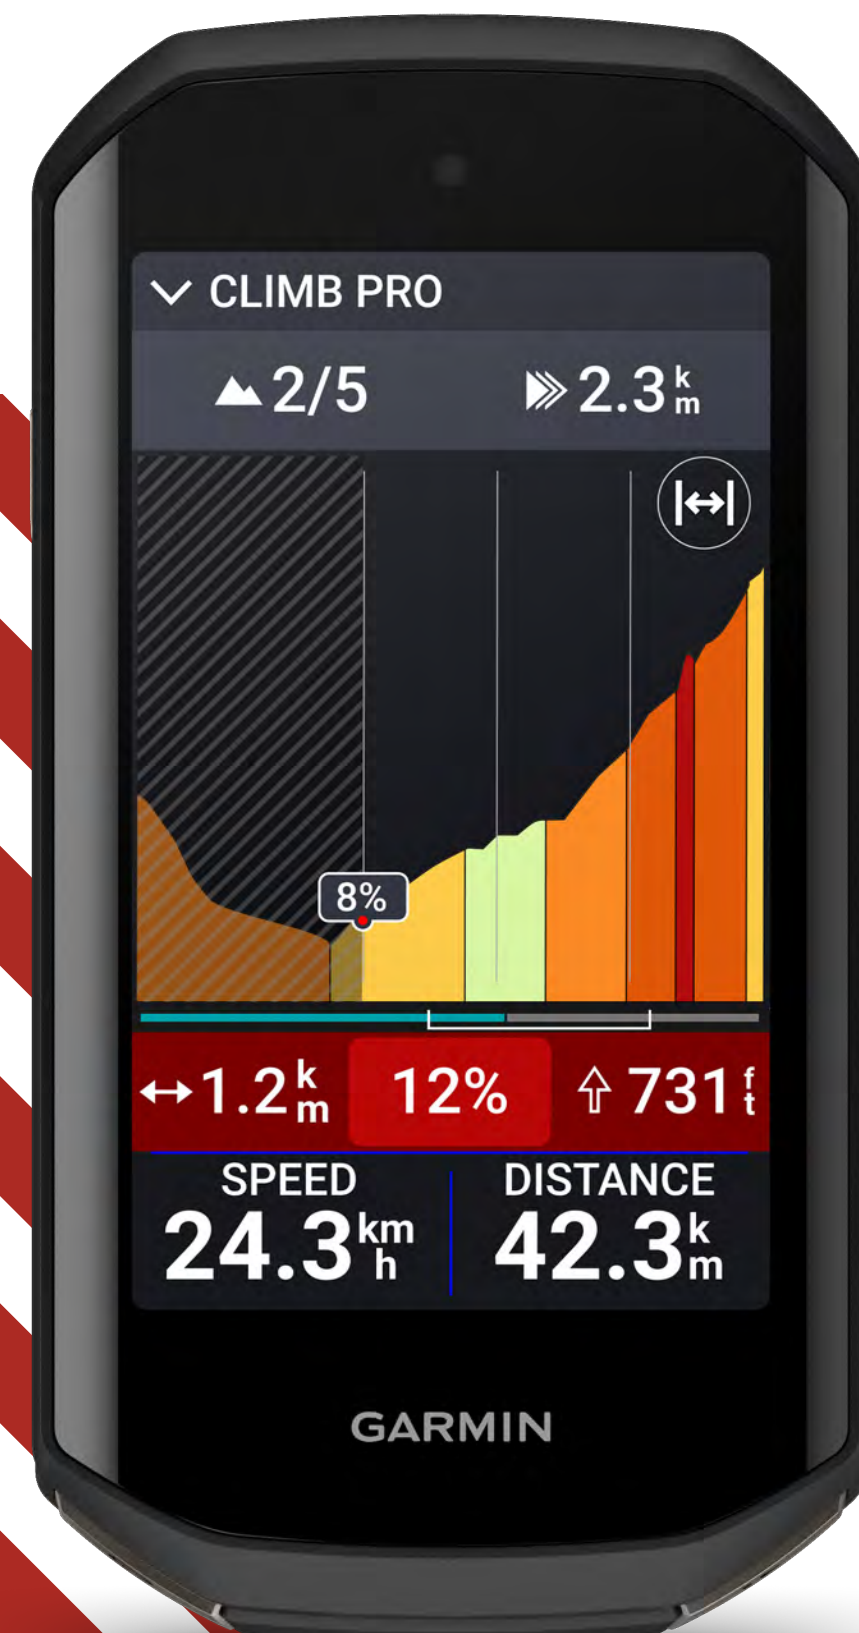 CLIMB PRO
2/5 2.3 km
8%
1.2 km 12% 731 ft
SPEED DISTANCE
24.3 km/h 42.3 km
GARMIN